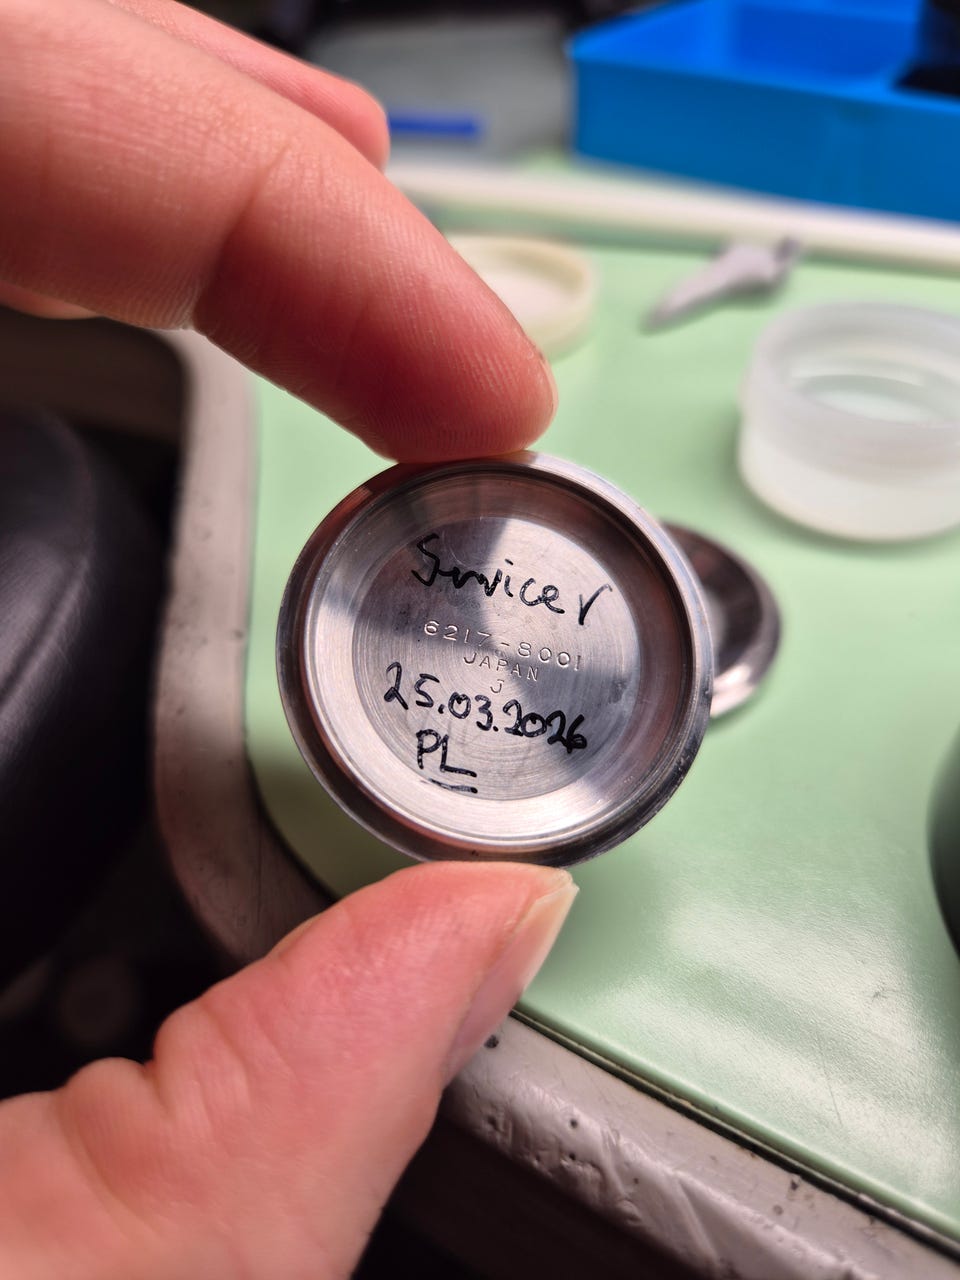 Service √
6217-8001
JAPAN
J
25.03.2026
PL